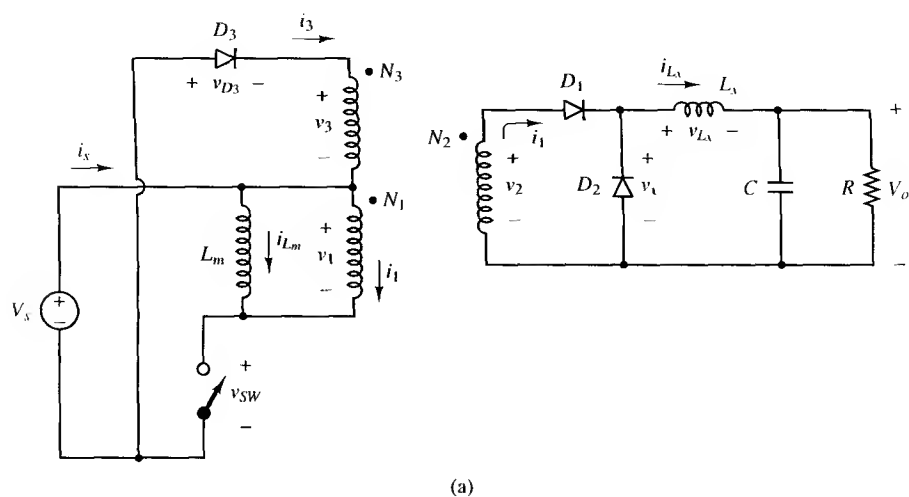 D3
i3
+ vD3 −
N3
+
v3
−
is
N1
Lm
iLm
+
v1
−
i1
Vs
+
−
+
vSW
−
N2
+
v2
−
i1
D1
D2
+
vx
−
iLx
Lx
+ vLx −
C
R
+
Vo
−
(a)